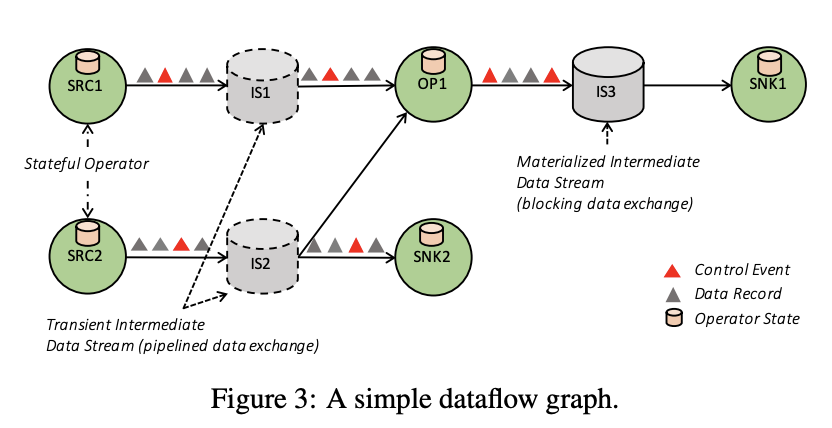 SRC1
IS1
OP1
IS3
SNK1
Stateful Operator
Materialized Intermediate
Data Stream
(blocking data exchange)
SRC2
IS2
SNK2
Control Event
Data Record
Operator State
Transient Intermediate
Data Stream (pipelined data exchange)
Figure 3: A simple dataflow graph.